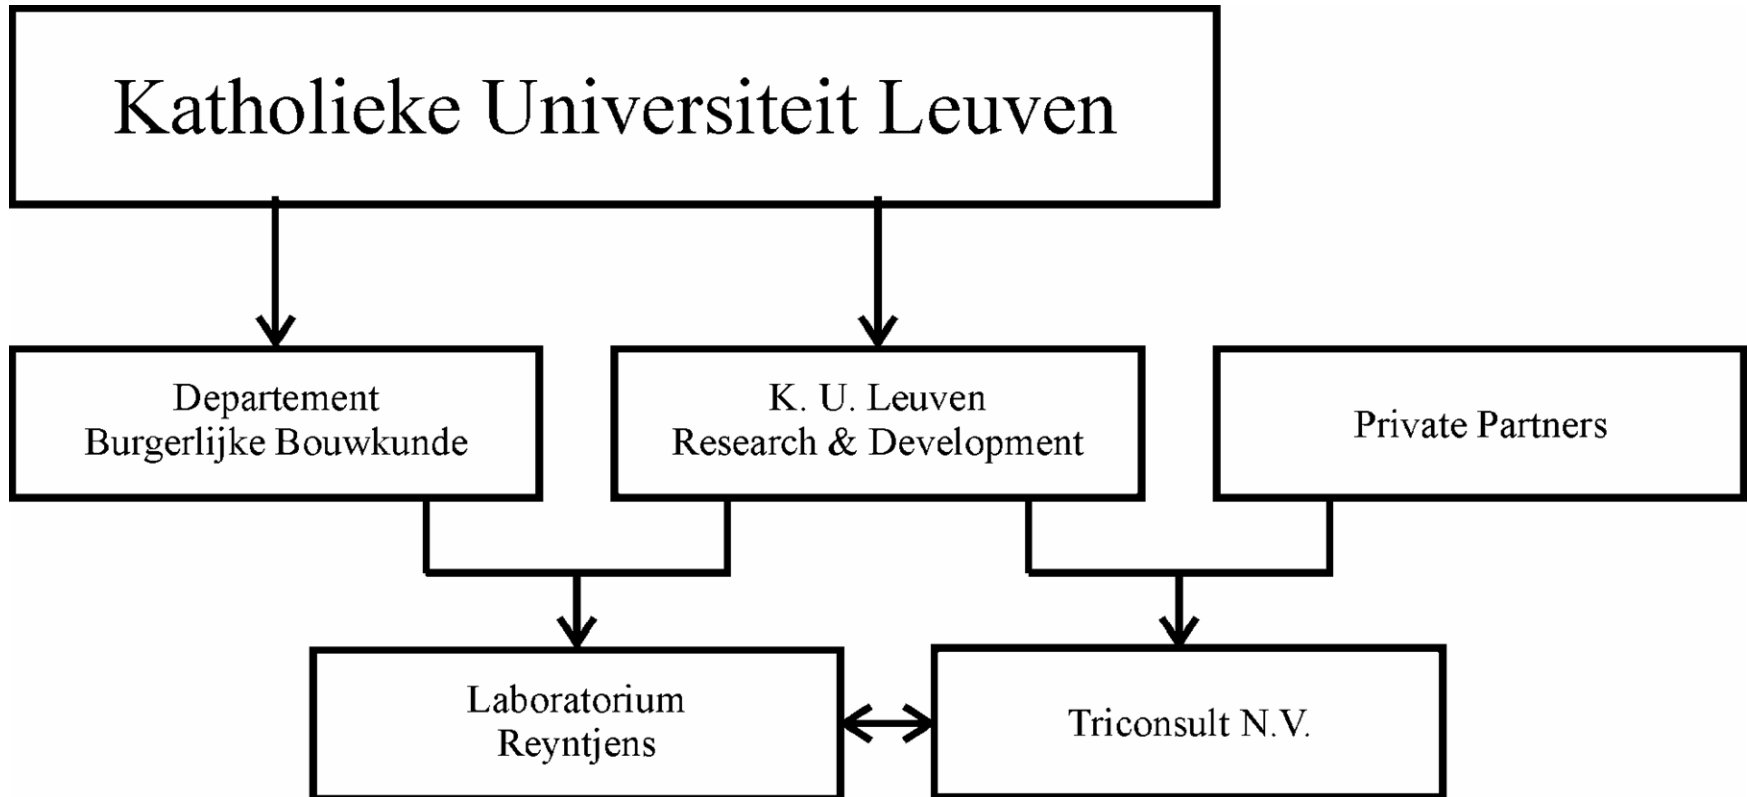 Katholieke Universiteit Leuven
Departement
Burgerlijke Bouwkunde
K. U. Leuven
Research & Development
Private Partners
Laboratorium
Reyntjens
Triconsult N.V.